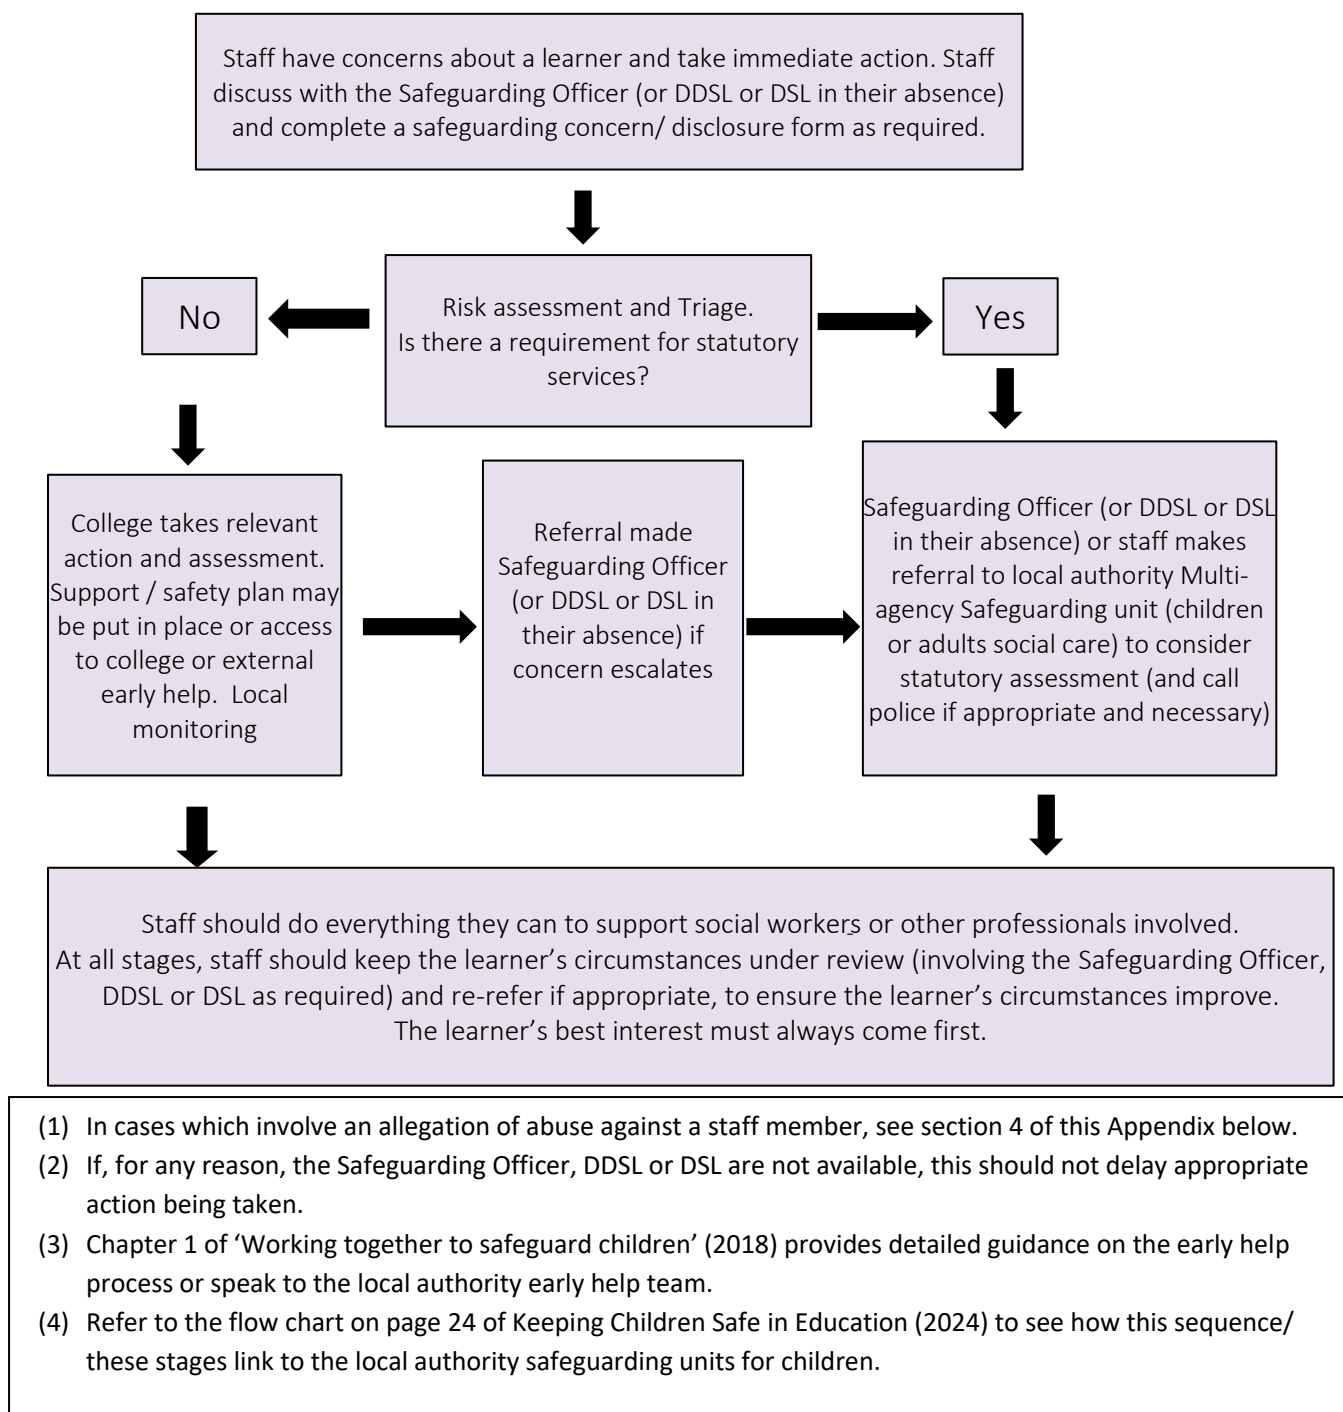 Staff have concerns about a learner and take immediate action. Staff
discuss with the Safeguarding Officer (or DDSL or DSL in their absence)
and complete a safeguarding concern/ disclosure form as required.
No
Risk assessment and Triage.
Is there a requirement for statutory
services?
Yes
College takes relevant
action and assessment.
Support / safety plan may
be put in place or access
to college or external
early help.  Local
monitoring
Referral made
Safeguarding Officer
(or DDSL or DSL in
their absence) if
concern escalates
Safeguarding Officer (or DDSL or DSL
in their absence) or staff makes
referral to local authority Multi-
agency Safeguarding unit (children
or adults social care) to consider
statutory assessment (and call
police if appropriate and necessary)
Staff should do everything they can to support social workers or other professionals involved.
At all stages, staff should keep the learner’s circumstances under review (involving the Safeguarding Officer,
DDSL or DSL as required) and re-refer if appropriate, to ensure the learner’s circumstances improve.
The learner’s best interest must always come first.
(1) In cases which involve an allegation of abuse against a staff member, see section 4 of this Appendix below.
(2) If, for any reason, the Safeguarding Officer, DDSL or DSL are not available, this should not delay appropriate
action being taken.
(3) Chapter 1 of ‘Working together to safeguard children’ (2018) provides detailed guidance on the early help
process or speak to the local authority early help team.
(4) Refer to the flow chart on page 24 of Keeping Children Safe in Education (2024) to see how this sequence/
these stages link to the local authority safeguarding units for children.